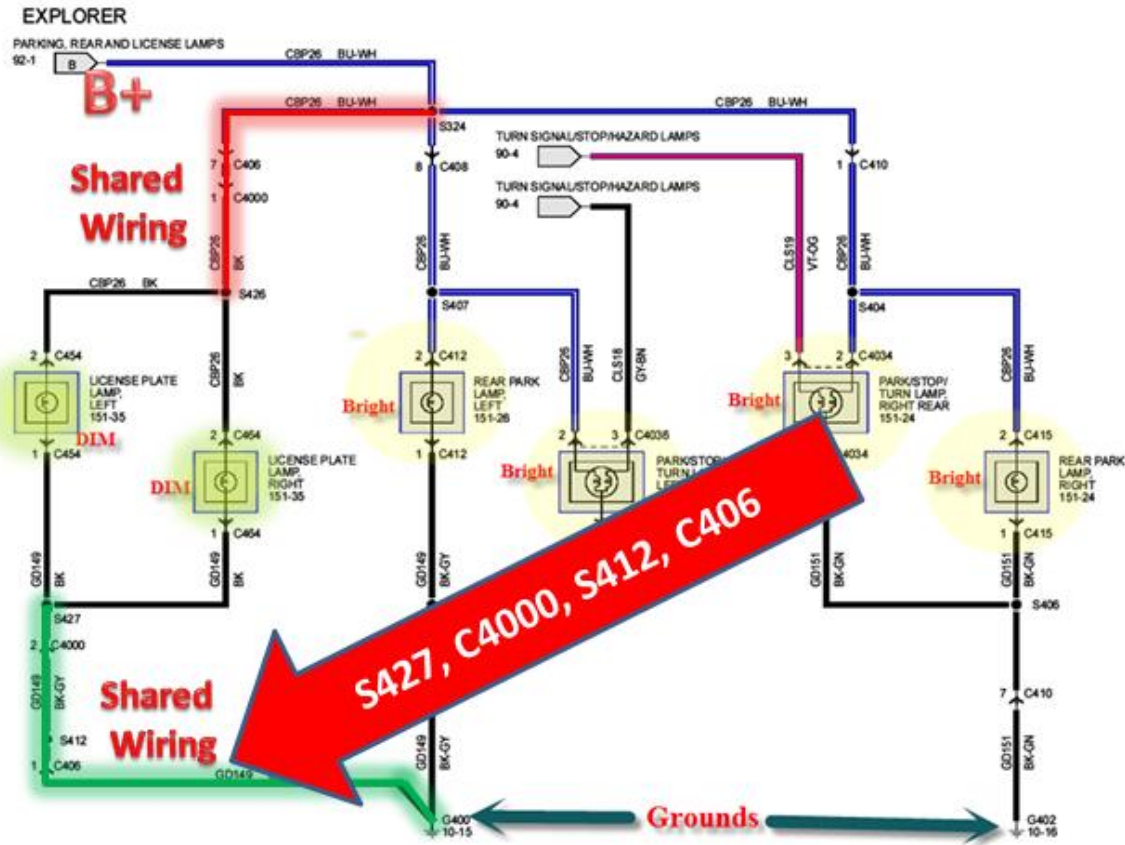 EXPLORER
PARKING, REAR AND LICENSE LAMPS
92-1
B
CBP26 BU-WH
B+
CBP26 BU-WH
CBP26 BU-WH
S324
TURN SIGNAL/STOP/HAZARD LAMPS
90-4
7 C406
8 C408
1 C410
Shared
Wiring
1 C4000
TURN SIGNAL/STOP/HAZARD LAMPS
90-4
CBP26 BK
CBP26 BU-WH
CLS19 VT-OG
CBP26 BU-WH
CBP26 BK
S426
S407
S404
2 C454
CBP26 BK
2 C412
CBP26 BU-WH
CLS18 GY-BN
3
2 C4034
CBP26 BU-WH
LICENSE PLATE
LAMP,
LEFT
151-35
DIM
1 C454
Bright
REAR PARK
LAMP,
LEFT
151-26
1 C412
Bright
PARK/STOP/
TURN LAMP,
RIGHT REAR
151-24
4034
2 C464
DIM
LICENSE PLATE
LAMP,
RIGHT
151-35
1 C464
2
3 C4035
Bright
PARK/STOP/
TURN
2 C415
Bright
REAR PARK
LAMP,
RIGHT
151-24
1 C415
S427, C4000, S412, C406
GD149 BK
GD149 BK
GD149 BK-GY
GD151 BK-GN
GD151 BK-GN
S427
S406
2 C4000
GD149 BK-GY
Shared
Wiring
7 C410
S412
1 C406
GD149
GD149 BK-GY
GD151 BK-GN
G400
10-15
Grounds
G402
10-16